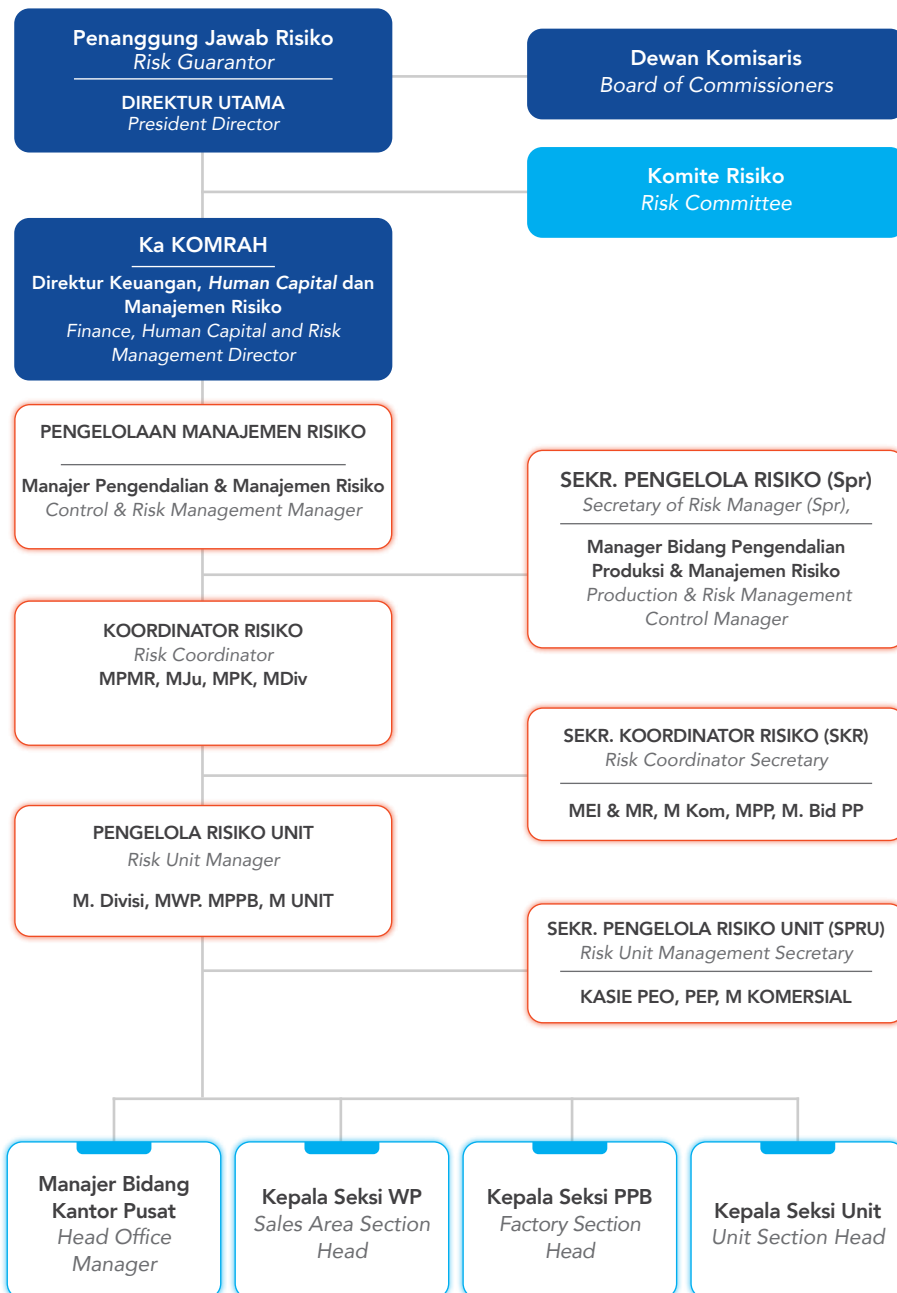 Penanggung Jawab Risiko
Risk Guarantor
DIREKTUR UTAMA
President Director
Dewan Komisaris
Board of Commissioners
Komite Risiko
Risk Committee
Ka KOMRAH
Direktur Keuangan, Human Capital dan
Manajemen Risiko
Finance, Human Capital and Risk
Management Director
PENGELOLAAN MANAJEMEN RISIKO
Manajer Pengendalian & Manajemen Risiko
Control & Risk Management Manager
SEKR. PENGELOLA RISIKO (Spr)
Secretary of Risk Manager (Spr),
Manager Bidang Pengendalian
Produksi & Manajemen Risiko
Production & Risk Management
Control Manager
KOORDINATOR RISIKO
Risk Coordinator
MPMR, MJu, MPK, MDiv
SEKR. KOORDINATOR RISIKO (SKR)
Risk Coordinator Secretary
MEI & MR, M Kom, MPP, M. Bid PP
PENGELOLA RISIKO UNIT
Risk Unit Manager
M. Divisi, MWP. MPPB, M UNIT
SEKR. PENGELOLA RISIKO UNIT (SPRU)
Risk Unit Management Secretary
KASIE PEO, PEP, M KOMERSIAL
Manajer Bidang
Kantor Pusat
Head Office
Manager
Kepala Seksi WP
Sales Area Section
Head
Kepala Seksi PPB
Factory Section
Head
Kepala Seksi Unit
Unit Section Head